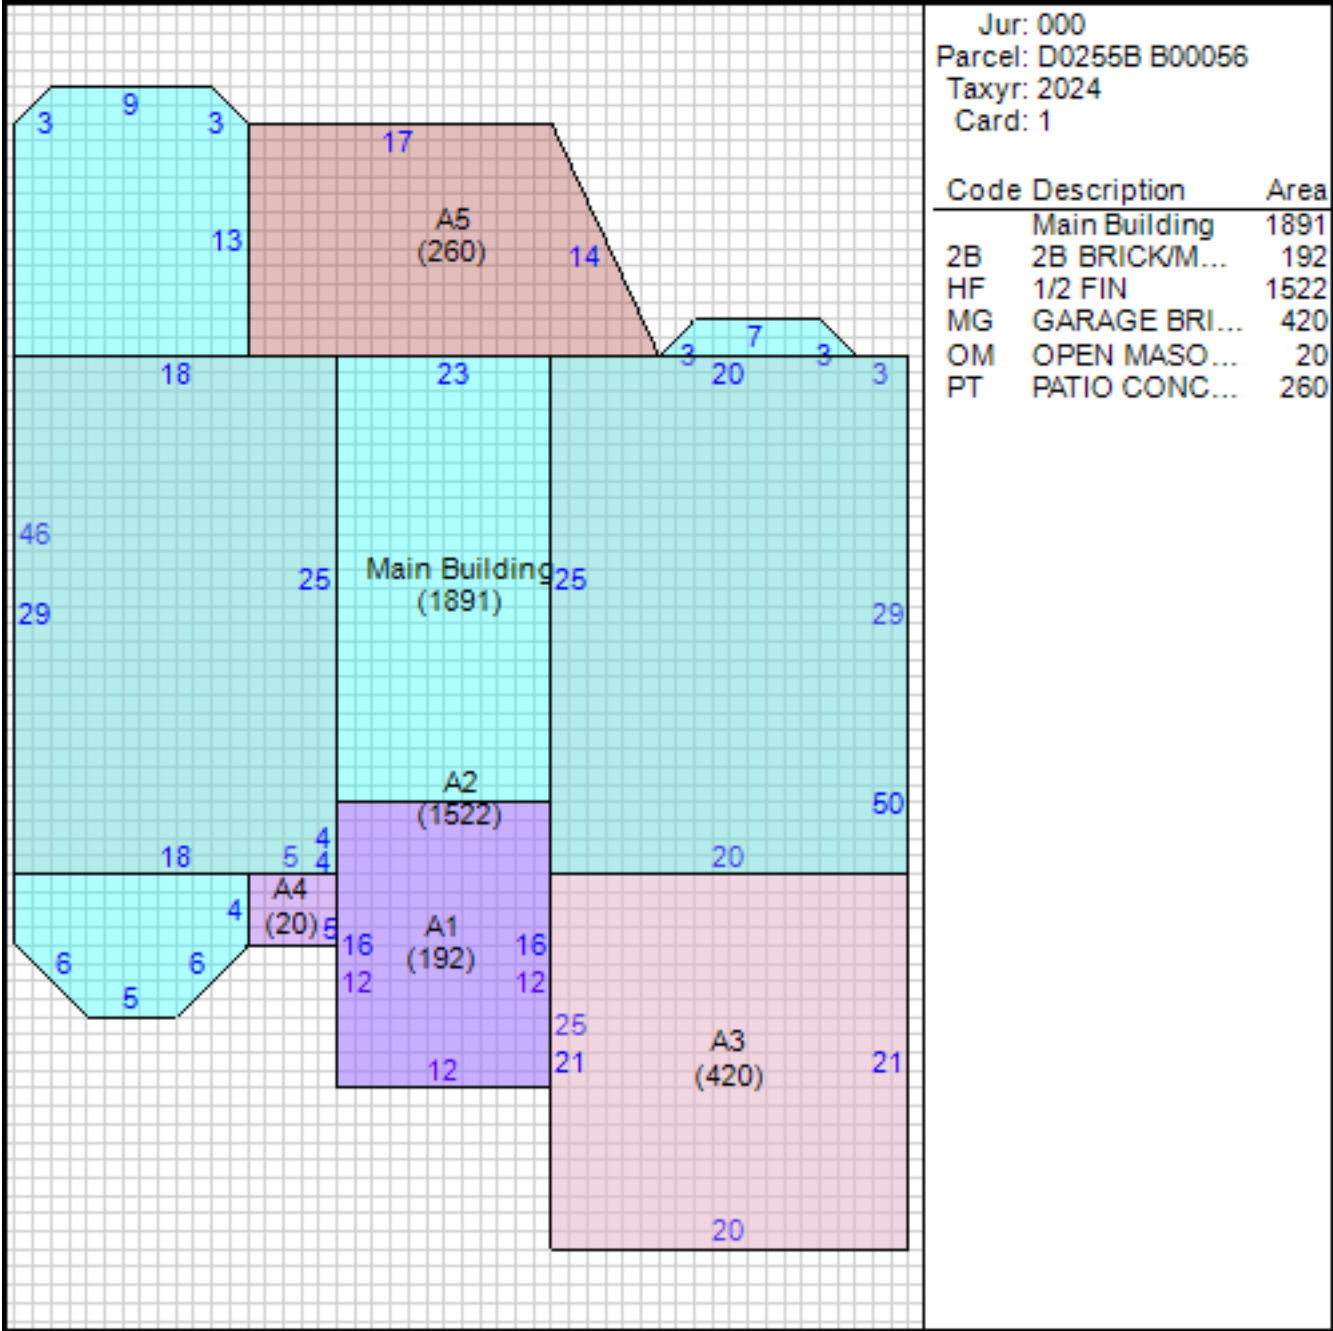 Jur: 000
Parcel: D0255B B00056
Taxyr: 2024
Card: 1
Code Description Area
Main Building 1891
2B 2B BRICK/M... 192
HF 1/2 FIN 1522
MG GARAGE BRI... 420
OM OPEN MASO... 20
PT PATIO CONC... 260
9
3 3
17
A5
(260)
13
14
7
3 3
18 23 20 3
46
25 Main Building 25
(1891)
29 29
A2
(1522)
50
4
18 5 4 20
A4
(20)
4 5
A1
(192)
16 16
12 12
6 6
5
25
A3
(420)
21 21
12
20